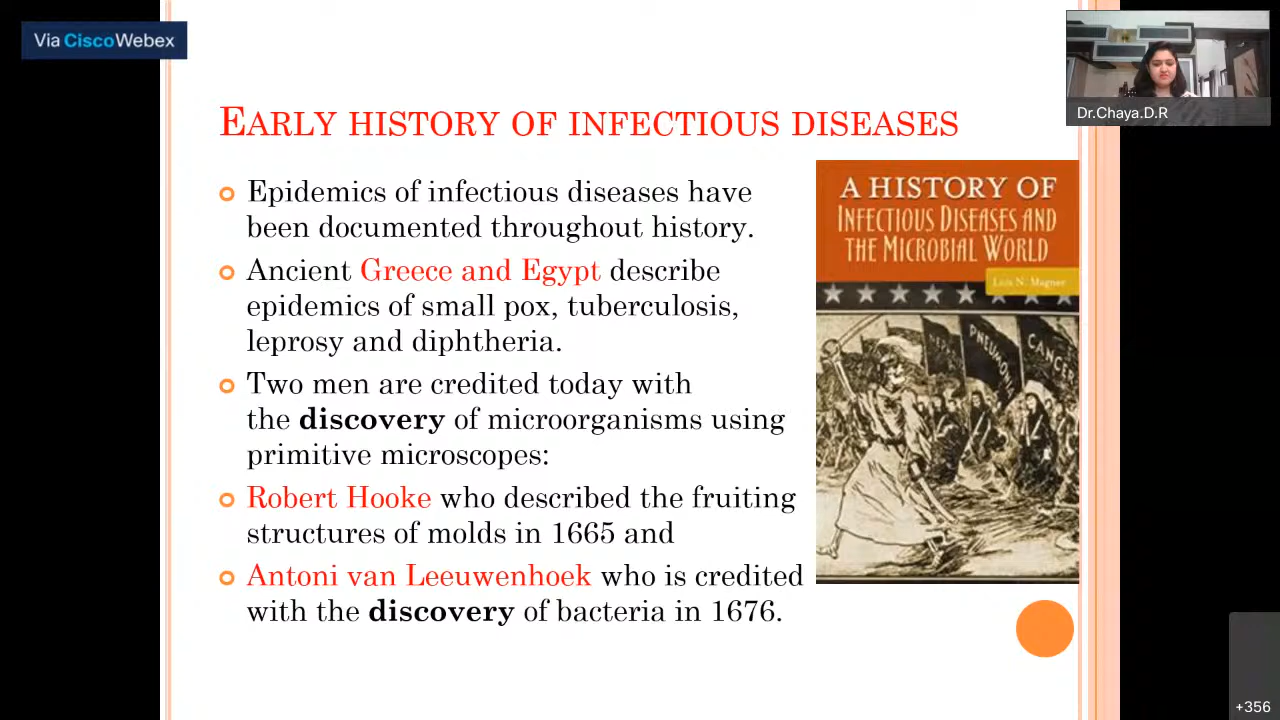 Via CiscoWebex
Dr.Chaya.D.R
EARLY HISTORY OF INFECTIOUS DISEASES
Epidemics of infectious diseases have
been documented throughout history.
Ancient Greece and Egypt describe
epidemics of small pox, tuberculosis,
leprosy and diphtheria.
Two men are credited today with
the discovery of microorganisms using
primitive microscopes:
Robert Hooke who described the fruiting
structures of molds in 1665 and
Antoni van Leeuwenhoek who is credited
with the discovery of bacteria in 1676.
A HISTORY OF
INFECTIOUS DISEASES AND
THE MICROBIAL WORLD
Lois N. Magner
PNEUMONIA
CANCER
+356